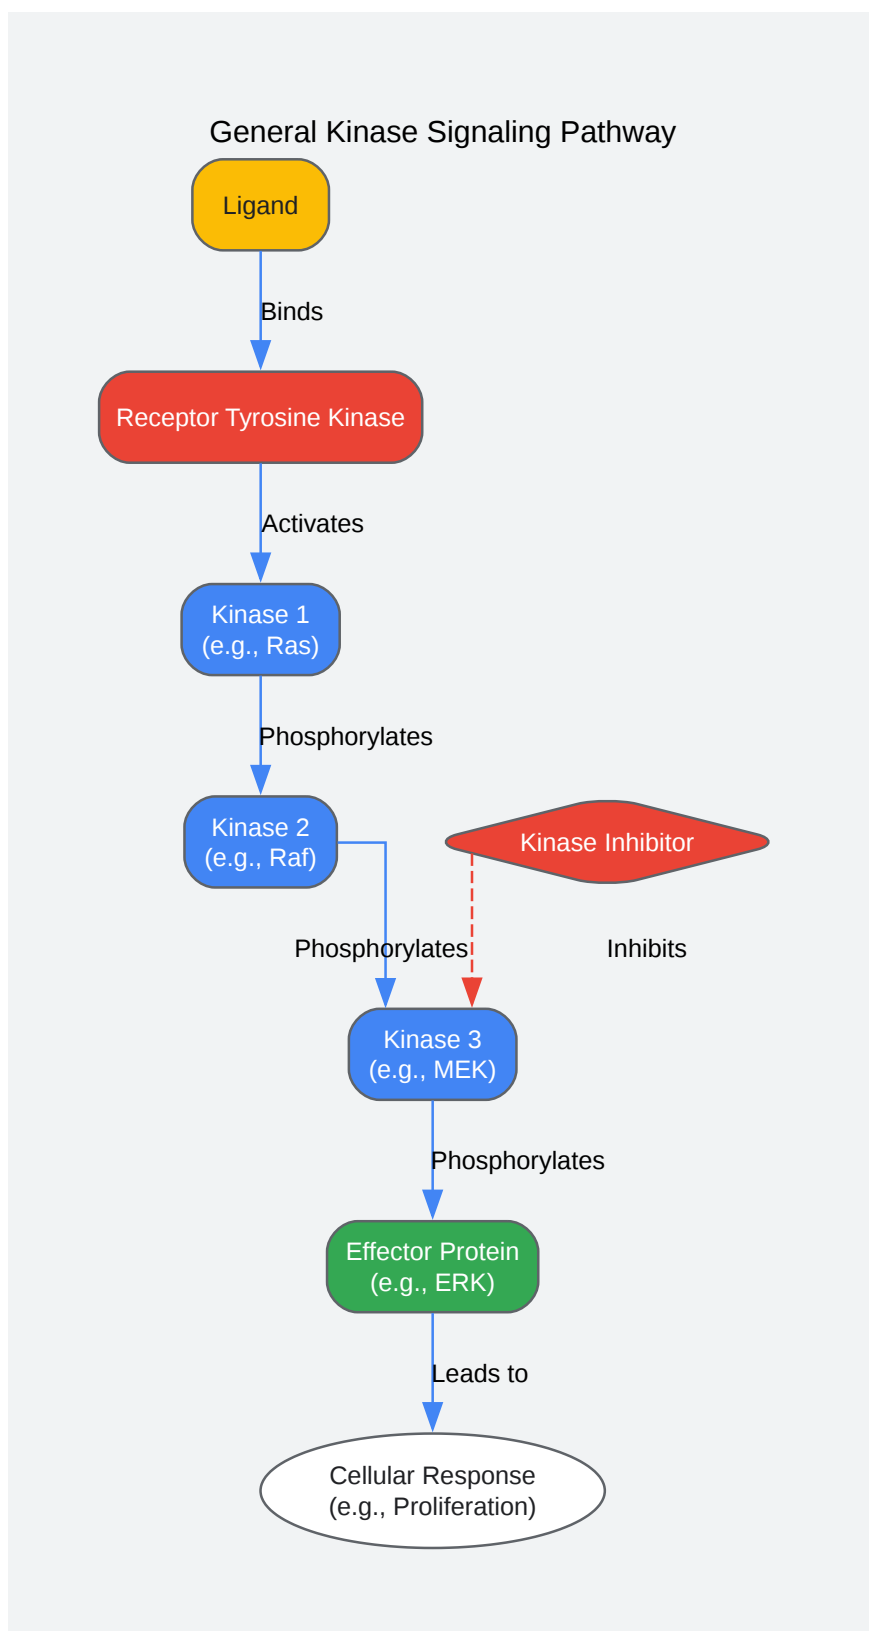 General Kinase Signaling Pathway
Ligand
Binds
Receptor Tyrosine Kinase
Activates
Kinase 1
(e.g., Ras)
Phosphorylates
Kinase 2
(e.g., Raf)
Kinase Inhibitor
Phosphorylates
Inhibits
Kinase 3
(e.g., MEK)
Phosphorylates
Effector Protein
(e.g., ERK)
Leads to
Cellular Response
(e.g., Proliferation)